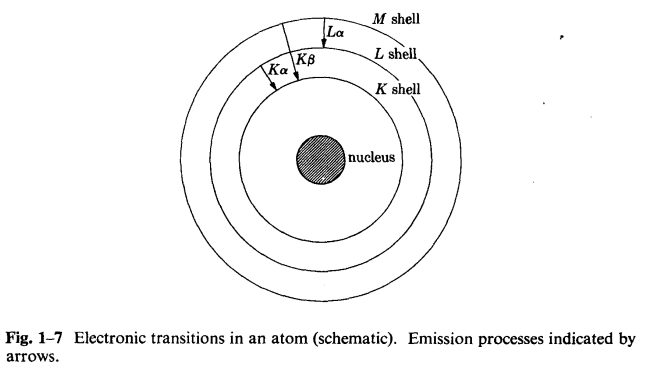 M shell
Lα
L shell
Kβ
Kα
K shell
nucleus
Fig. 1–7 Electronic transitions in an atom (schematic). Emission processes indicated by
arrows.